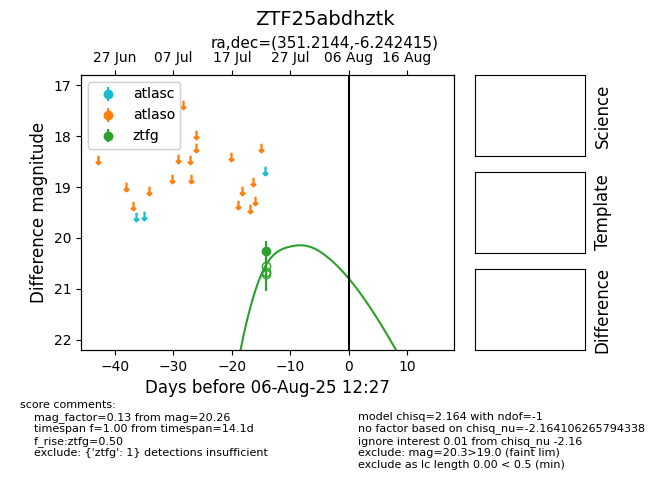 ZTF25abdhztk
ra,dec=(351.2144,-6.242415)
27 Jun 07 Jul 17 Jul 27 Jul 06 Aug 16 Aug
17
18
19
20
21
22
Difference magnitude
atlasc
atlaso
ztfg
−40 −30 −20 −10 0 10
Days before 06-Aug-25 12:27
Science
Template
Difference
score comments:
mag_factor=0.13 from mag=20.26
timespan f=1.00 from timespan=14.1d
f_rise:ztfg=0.50
exclude: {'ztfg': 1} detections insufficient
model chisq=2.164 with ndof=-1
no factor based on chisq_nu=-2.164106265794338
ignore interest 0.01 from chisq_nu -2.16
exclude: mag=20.3>19.0 (faint lim)
exclude as lc length 0.00 < 0.5 (min)